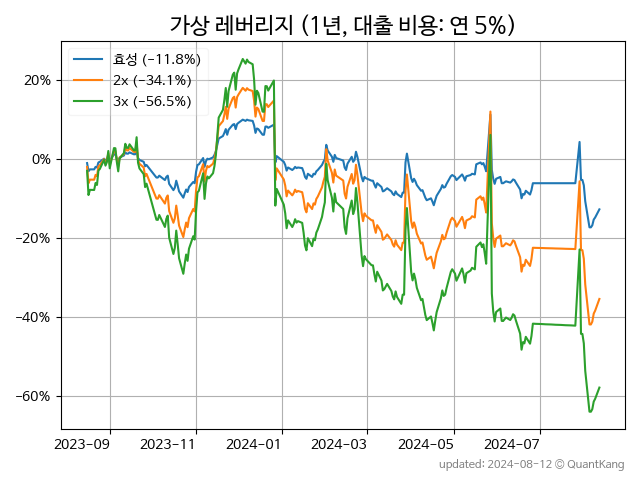 가상 레버리지 (1년, 대출 비용: 연 5%)
효성 (−11.8%)
2x (−34.1%)
3x (−56.5%)
20%
0%
−20%
−40%
−60%
2023-09
2023-11
2024-01
2024-03
2024-05
2024-07
updated: 2024-08-12 © QuantKang